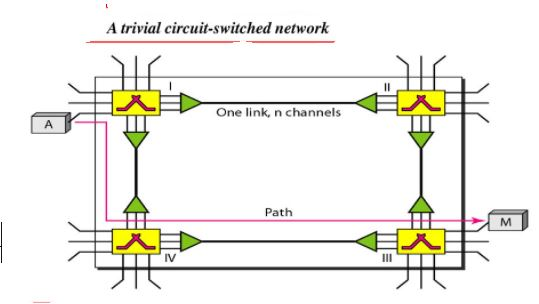 A trivial circuit-switched network
I
II
One link, n channels
A
Path
M
IV
III